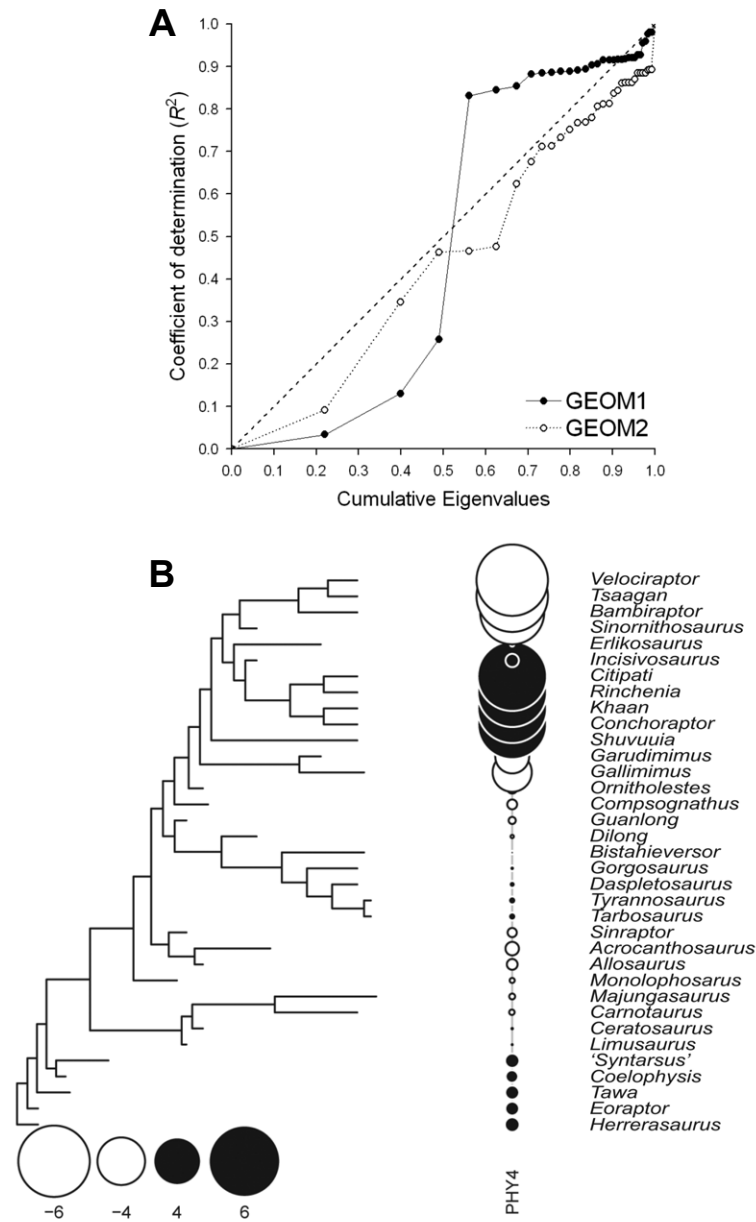 A
Coefficient of determination (R²)
1.0
0.9
0.8
0.7
0.6
0.5
0.4
0.3
0.2
0.1
0.0
GEOM1
GEOM2
0.0 0.1 0.2 0.3 0.4 0.5 0.6 0.7 0.8 0.9 1.0
Cumulative Eigenvalues
B
Velociraptor
Tsaagan
Bambiraptor
Sinornithosaurus
Erlikosaurus
Incisivosaurus
Citipati
Rinchenia
Khaan
Conchoraptor
Shuvuuia
Garudimimus
Gallimimus
Ornitholestes
Compsognathus
Guanlong
Dilong
Bistahieversor
Gorgosaurus
Daspletosaurus
Tyrannosaurus
Tarbosaurus
Sinraptor
Acrocanthosaurus
Allosaurus
Monolophosarus
Majungasaurus
Carnotaurus
Ceratosaurus
Limusaurus
‘Syntarsus’
Coelophysis
Tawa
Eoraptor
Herrerasaurus
−6 −4 4 6
PHY4